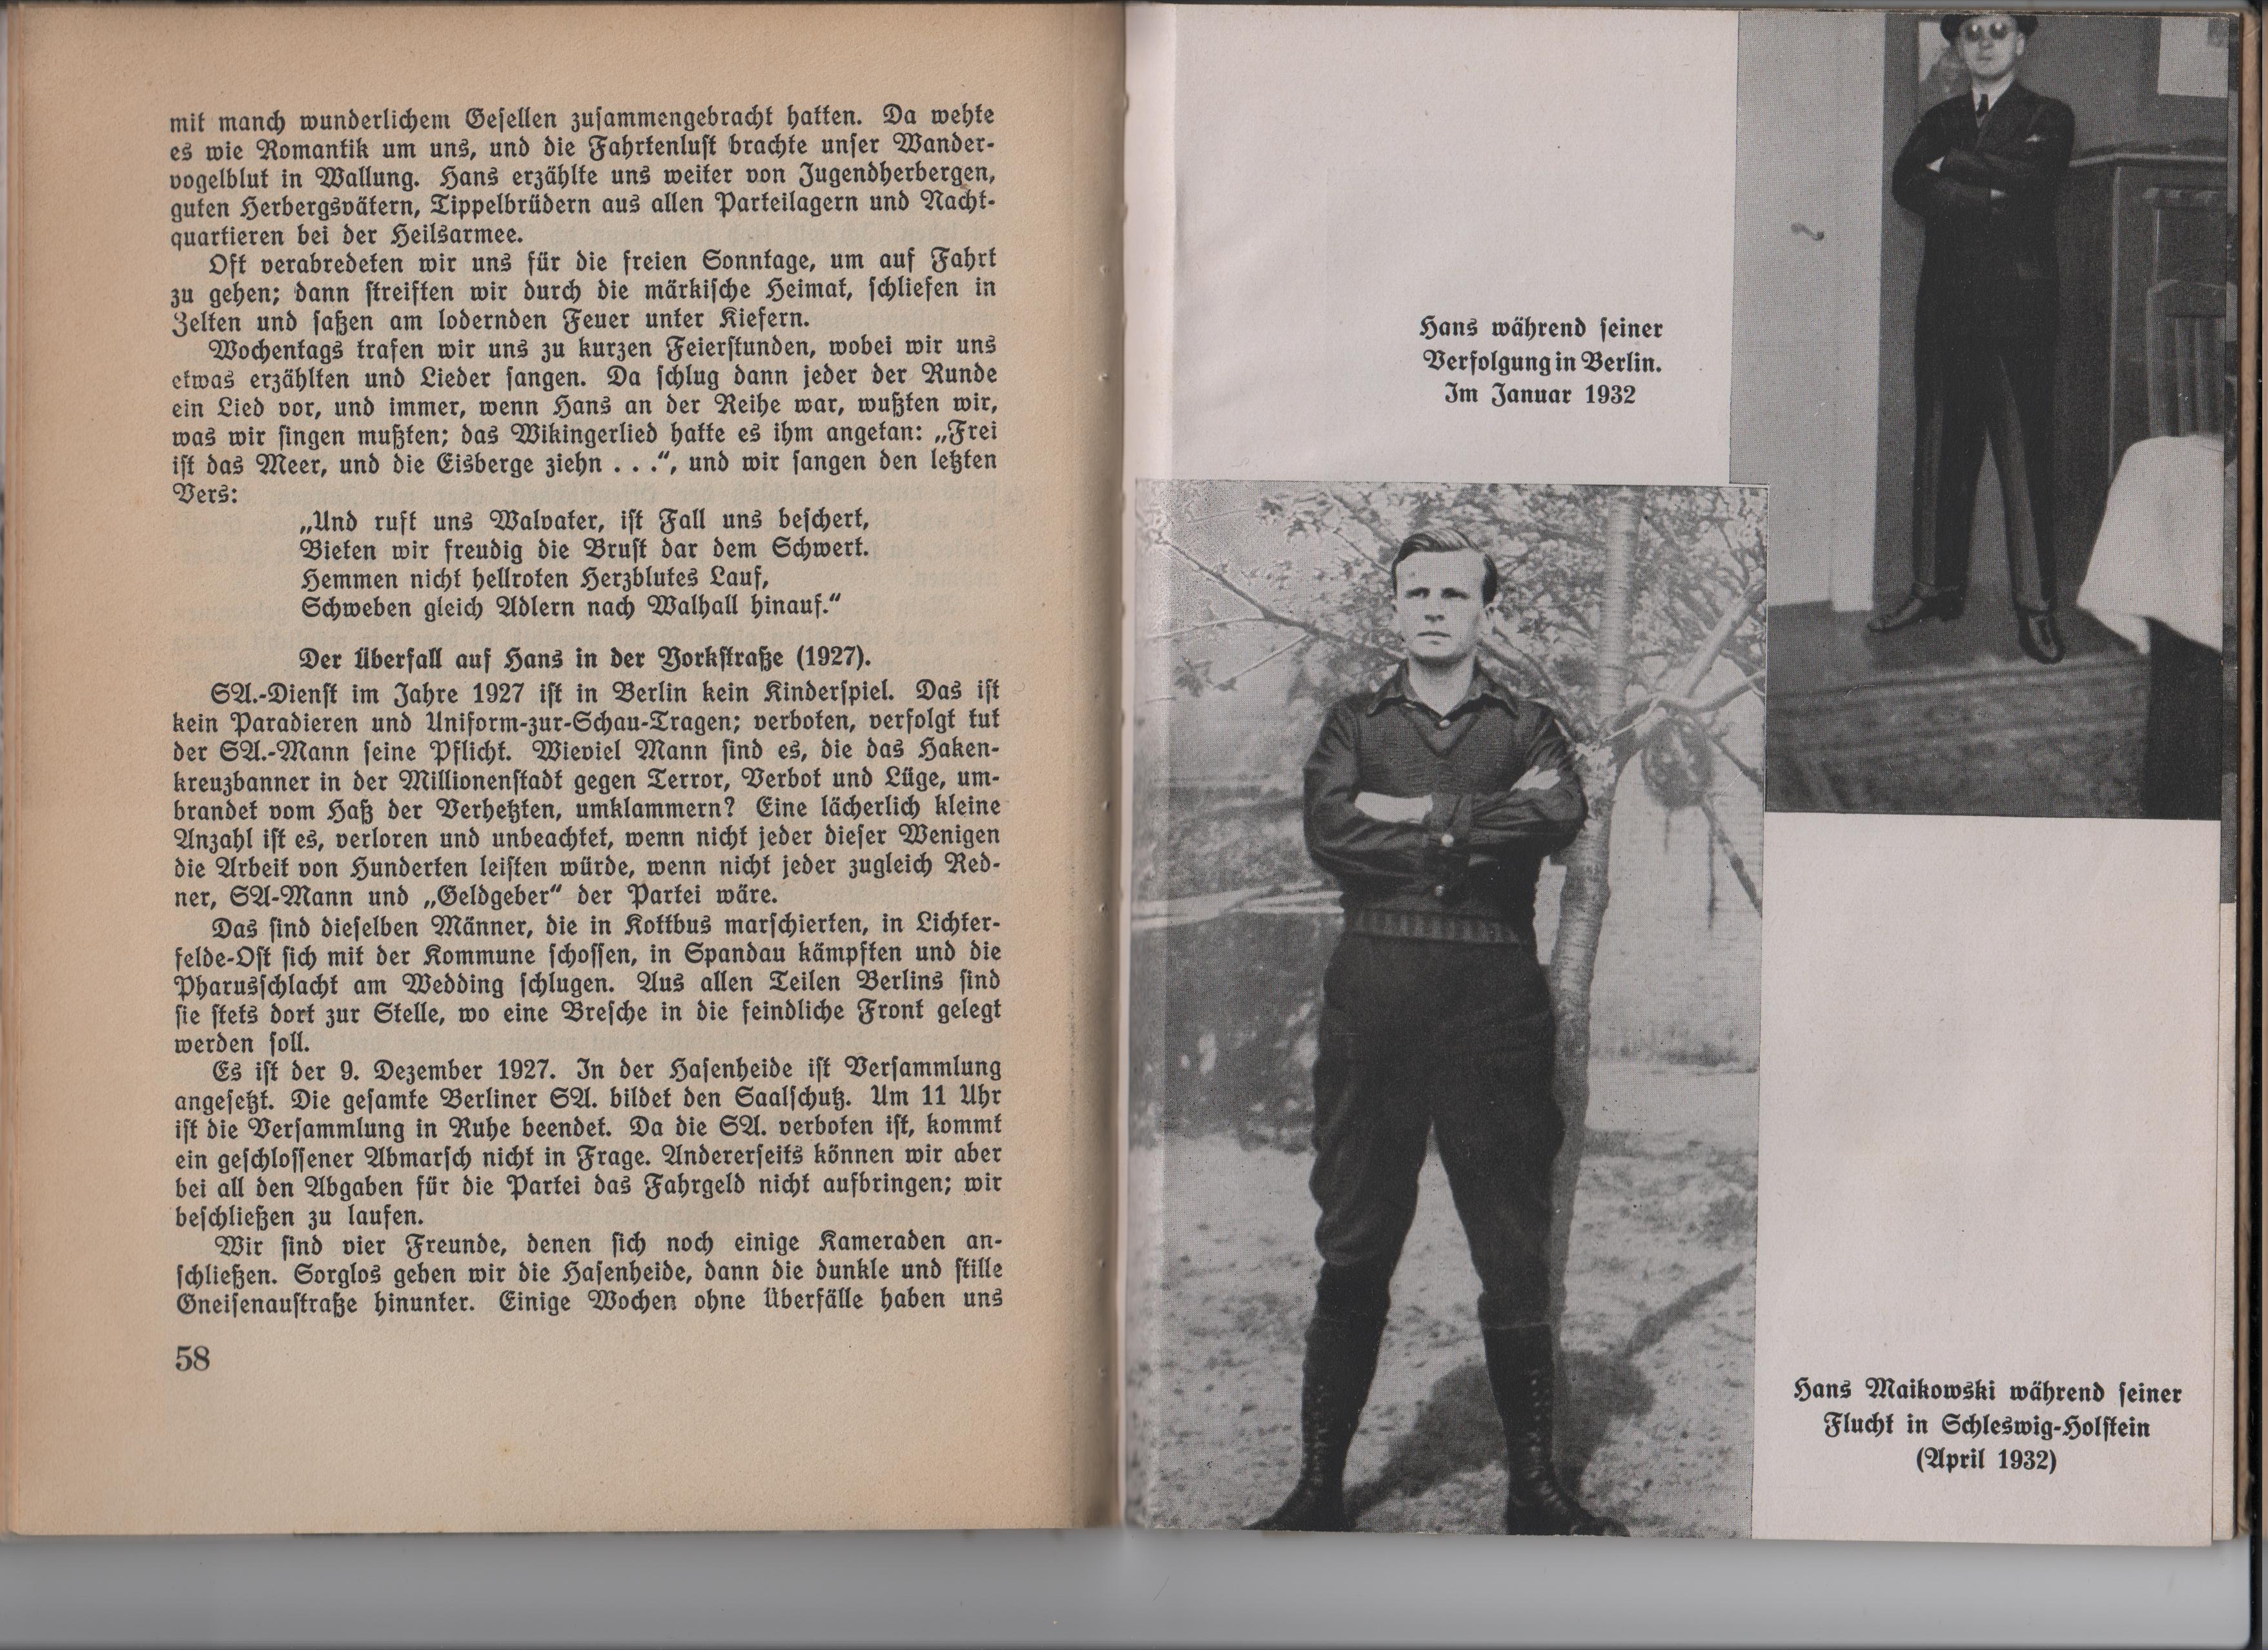 mit manch wunderlichem Gesellen zusammengebracht hatten. Da wehte
es wie Romantik um uns, und die Fahrtenlust brachte unser Wander-
vogelblut in Wallung. Hans erzählte uns weiter von Jugendherbergen,
guten Herbergsvätern, Tippelbrüdern aus allen Parteilagern und Nacht-
quartieren bei der Heilsarmee.
Oft verabredeten wir uns für die freien Sonntage, um auf Fahrt
zu gehen; dann streiften wir durch die märkische Heimat, schliefen in
Zelten und saßen am lodernden Feuer unter Kiefern.
Wochentags trafen wir uns zu kurzen Feierstunden, wobei wir uns
etwas erzählten und Lieder sangen. Da schlug dann jeder der Runde
ein Lied vor, und immer, wenn Hans an der Reihe war, wußten wir,
was wir singen mußten; das Wikingerlied hatte es ihm angetan: „Frei
ist das Meer, und die Eisberge ziehn . . .“, und wir sangen den letzten
Vers:
„Und ruft uns Walvater, ist Fall uns beschert,
Bieten wir freudig die Brust dar dem Schwert.
Hemmen nicht hellroten Herzblutes Lauf,
Schweben gleich Adlern nach Walhall hinauf.“
Der Überfall auf Hans in der Yorkstraße (1927).
SA.-Dienst im Jahre 1927 ist in Berlin kein Kinderspiel. Das ist
kein Paradieren und Uniform-zur-Schau-Tragen; verboten, verfolgt tut
der SA.-Mann seine Pflicht. Wieviel Mann sind es, die das Haken-
kreuzbanner in der Millionenstadt gegen Terror, Verbot und Lüge, um-
brandet vom Haß der Verhetzten, umklammern? Eine lächerlich kleine
Anzahl ist es, verloren und unbeachtet, wenn nicht jeder dieser Wenigen
die Arbeit von Hunderten leisten würde, wenn nicht jeder zugleich Red-
ner, SA-Mann und „Geldgeber“ der Partei wäre.
Das sind dieselben Männer, die in Kottbus marschierten, in Lichter-
felde-Ost sich mit der Kommune schossen, in Spandau kämpften und die
Pharusschlacht am Wedding schlugen. Aus allen Teilen Berlins sind
sie stets dort zur Stelle, wo eine Bresche in die feindliche Front gelegt
werden soll.
Es ist der 9. Dezember 1927. In der Hasenheide ist Versammlung
angesetzt. Die gesamte Berliner SA. bildet den Saalschutz. Um 11 Uhr
ist die Versammlung in Ruhe beendet. Da die SA. verboten ist, kommt
ein geschlossener Abmarsch nicht in Frage. Andererseits können wir aber
bei all den Abgaben für die Partei das Fahrgeld nicht aufbringen; wir
beschließen zu laufen.
Wir sind vier Freunde, denen sich noch einige Kameraden an-
schließen. Sorglos gehen wir die Hasenheide, dann die dunkle und stille
Gneisenaustraße hinunter. Einige Wochen ohne Überfälle haben uns
58
Hans während seiner
Verfolgung in Berlin.
Im Januar 1932
Hans Maikowski während seiner
Flucht in Schleswig-Holstein
(April 1932)